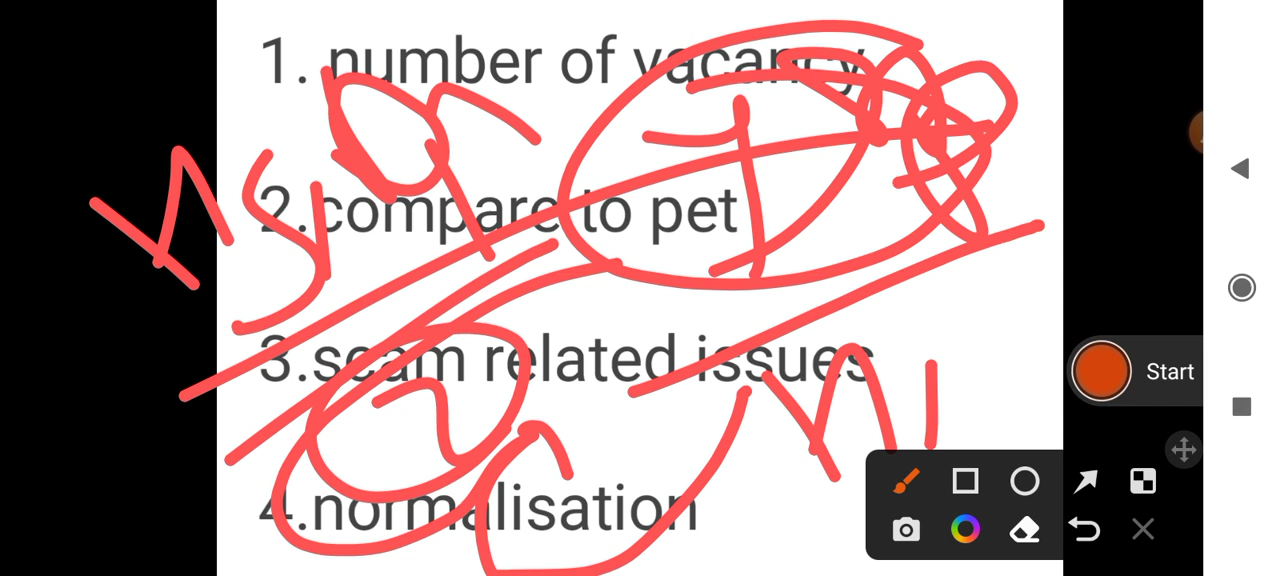 1. number of vacancy
2.compare to pet
3.scam related issues
Start
4.normalisation